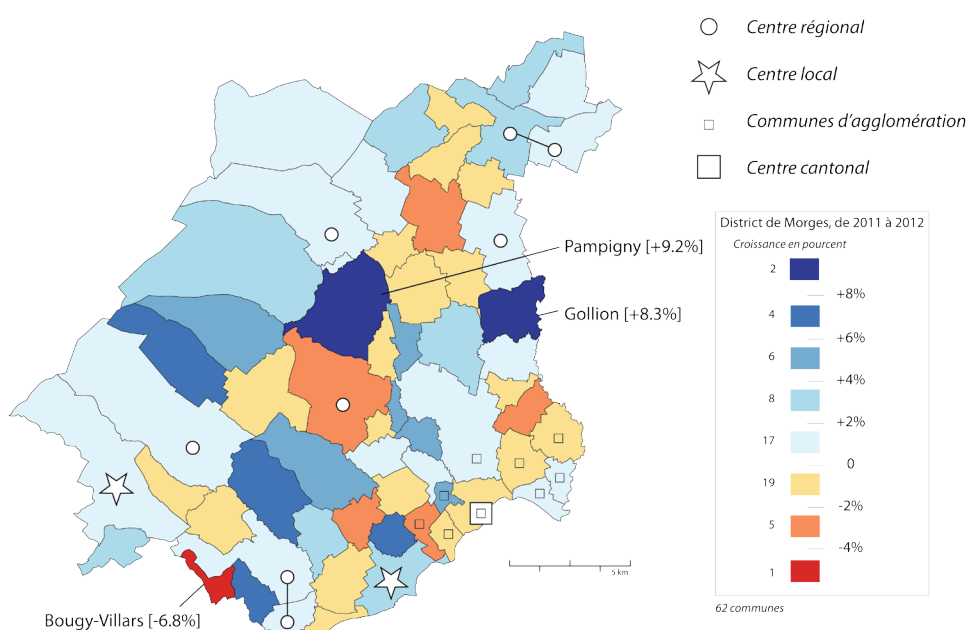 Centre régional
Centre local
Communes d'agglomération
Centre cantonal
District de Morges, de 2011 à 2012
Croissance en pourcent
2
+8%
4
+6%
6
+4%
8
+2%
17
0
19
-2%
5
-4%
1
62 communes
Pampigny [+9.2%]
Gollion [+8.3%]
Bougy-Villars [-6.8%]
5 km